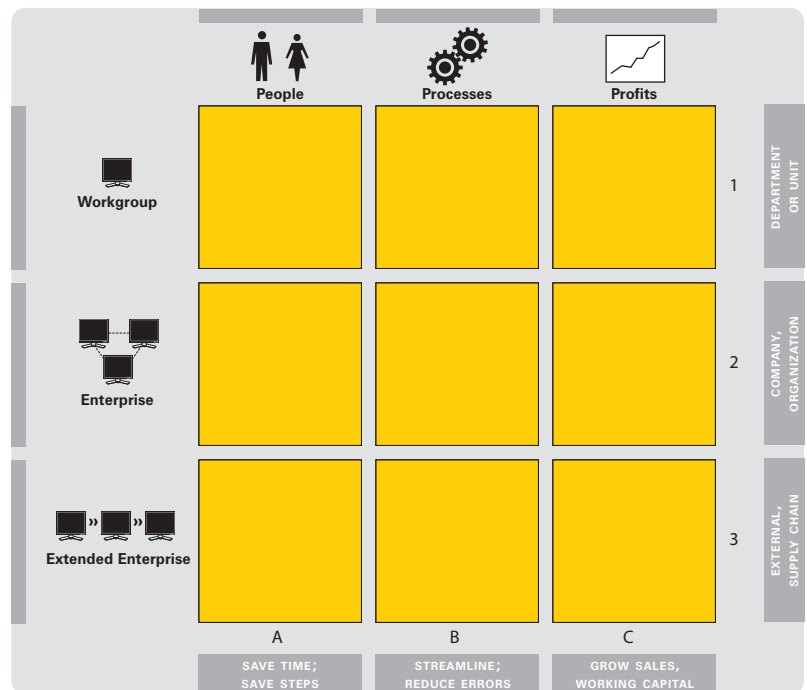 People
Processes
Profits
Workgroup
1
DEPARTMENT
OR UNIT
Enterprise
2
COMPANY,
ORGANIZATION
» »
Extended Enterprise
3
EXTERNAL,
SUPPLY CHAIN
A
B
C
SAVE TIME;
SAVE STEPS
STREAMLINE;
REDUCE ERRORS
GROW SALES,
WORKING CAPITAL